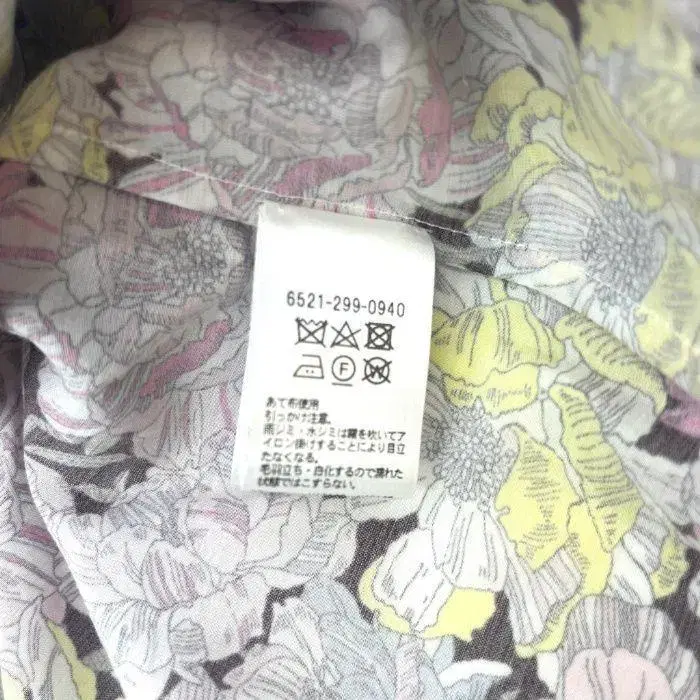 6521-299-0940
あて布使用
引っかけ注意。
雨ジミ・水ジミは霧を吹いてア
イロン掛けすることにより目立
たなくなる。
毛羽立ち・白化するので濡れた
状態ではこすらない。